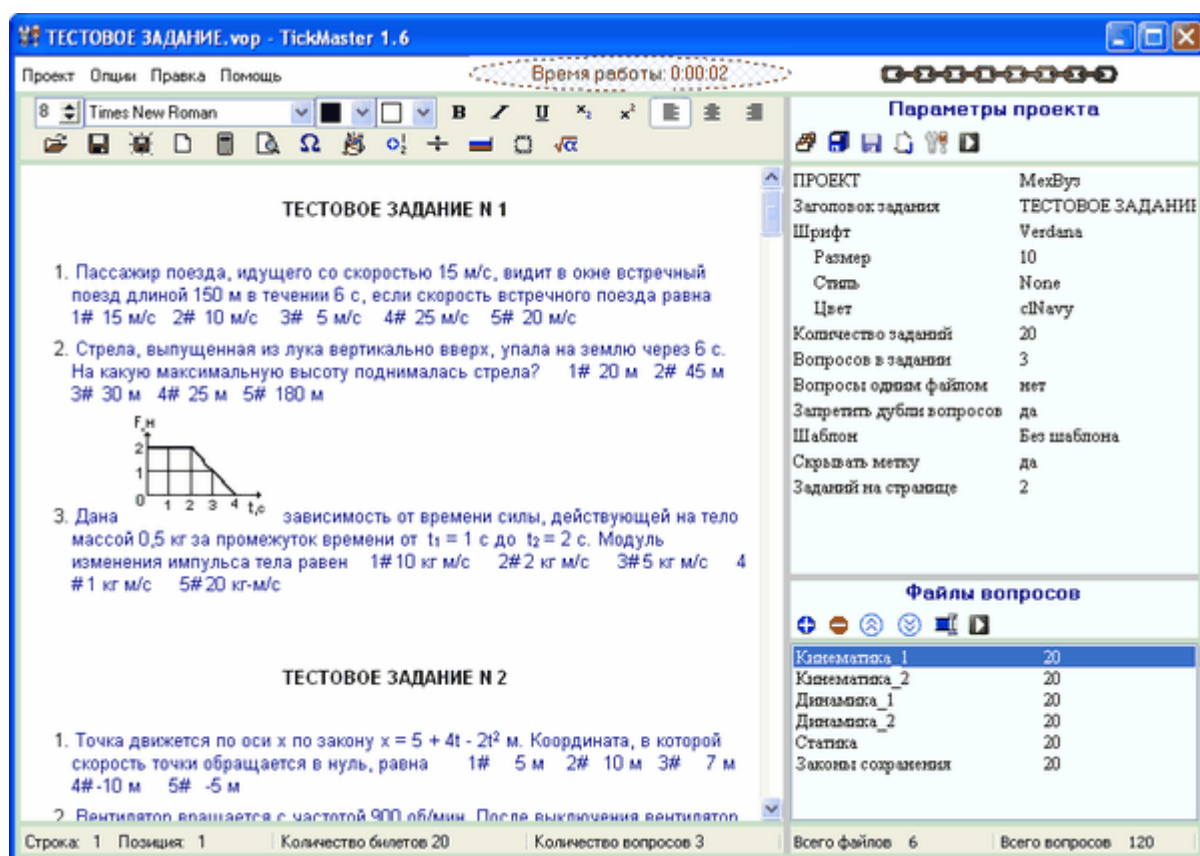 ТЕСТОВОЕ ЗАДАНИЕ.vop - TickMaster 1.6
Проект Опции Правка Помощь
Время работы: 0:00:02
8 Times New Roman
B I U x₂ x²
Ω
√α
ТЕСТОВОЕ ЗАДАНИЕ N 1
1. Пассажир поезда, идущего со скоростью 15 м/с, видит в окне встречный
поезд длиной 150 м в течении 6 с, если скорость встречного поезда равна
1# 15 м/с 2# 10 м/с 3# 5 м/с 4# 25 м/с 5# 20 м/с
2. Стрела, выпущенная из лука вертикально вверх, упала на землю через 6 с.
На какую максимальную высоту поднималась стрела? 1# 20 м 2# 45 м
3# 30 м 4# 25 м 5# 180 м
F,н
2
1
0 1 2 3 4 t,с
3. Дана зависимость от времени силы, действующей на тело
массой 0,5 кг за промежуток времени от t₁ = 1 с до t₂ = 2 с. Модуль
изменения импульса тела равен 1# 10 кг м/с 2# 2 кг м/с 3# 5 кг м/с 4
# 1 кг м/с 5# 20 кг-м/с
ТЕСТОВОЕ ЗАДАНИЕ N 2
1. Точка движется по оси x по закону x = 5 + 4t - 2t² м. Координата, в которой
скорость точки обращается в нуль, равна 1# 5 м 2# 10 м 3# 7 м
4# -10 м 5# -5 м
2. Вентилятор вращается с частотой 900 об/мин. После выключения вентилятор,
Строка: 1 Позиция: 1 Количество билетов 20 Количество вопросов 3
Параметры проекта
ПРОЕКТ МехВуз
Заголовок задания ТЕСТОВОЕ ЗАДАНИЕ
Шрифт Verdana
Размер 10
Стиль None
Цвет clNavy
Количество заданий 20
Вопросов в задании 3
Вопросы одним файлом нет
Запретить дубли вопросов да
Шаблон Без шаблона
Скрывать метку да
Заданий на странице 2
Файлы вопросов
Кинематика_1 20
Кинематика_2 20
Динамика_1 20
Динамика_2 20
Статика 20
Законы сохранения 20
Всего файлов 6 Всего вопросов 120